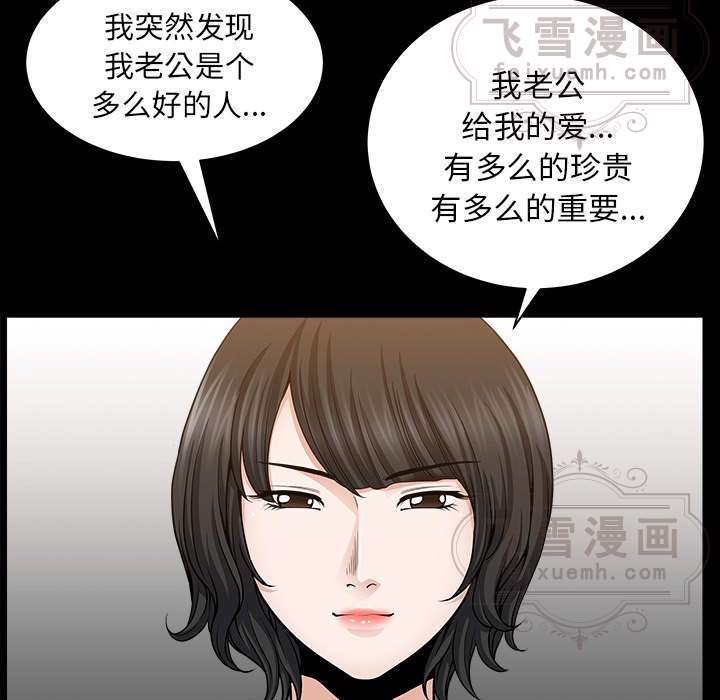 我突然发现
我老公是个
多么好的人...
飞雪漫画
feixuemh.com
我老公
给我的爱...
有多么的珍贵
有多么的重要...
飞雪漫画
xuemh.com